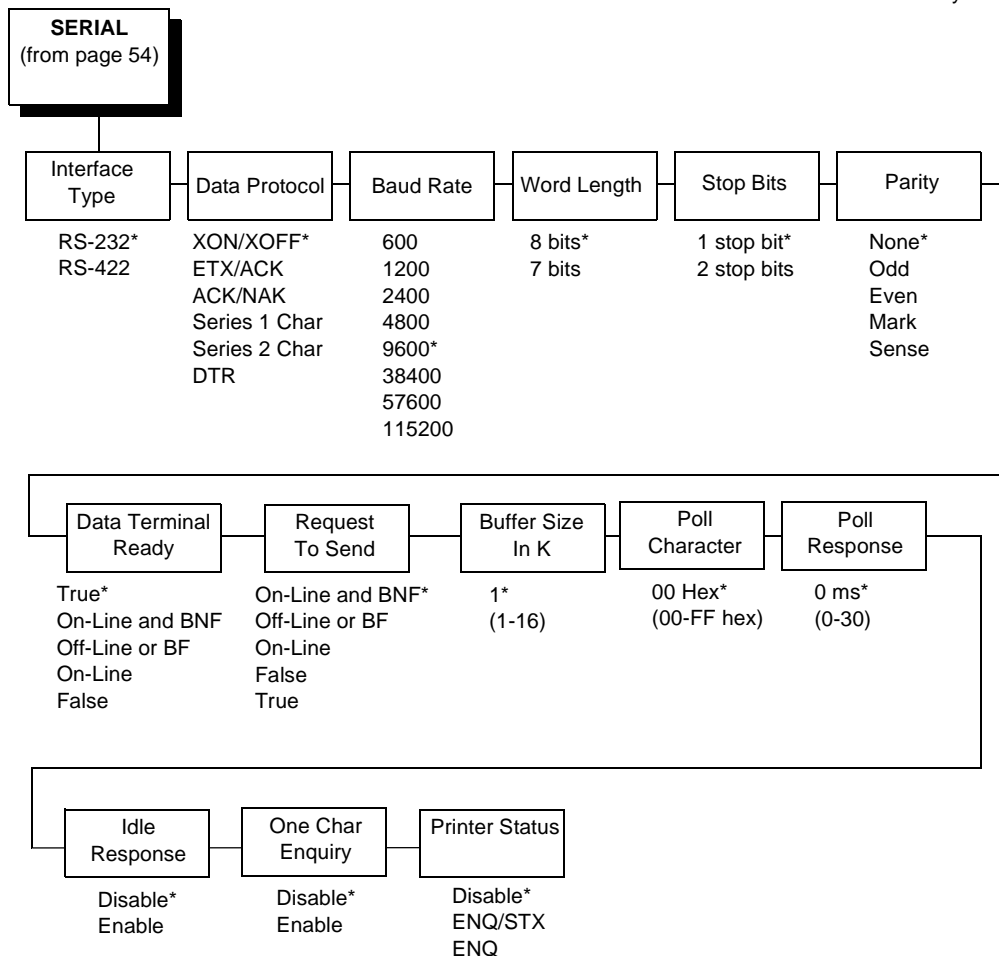 SERIAL
(from page 54)
Interface
Type
RS-232*
RS-422
Data Protocol
XON/XOFF*
ETX/ACK
ACK/NAK
Series 1 Char
Series 2 Char
DTR
Baud Rate
600
1200
2400
4800
9600*
38400
57600
115200
Word Length
8 bits*
7 bits
Stop Bits
1 stop bit*
2 stop bits
Parity
None*
Odd
Even
Mark
Sense
Data Terminal
Ready
True*
On-Line and BNF
Off-Line or BF
On-Line
False
Request
To Send
On-Line and BNF*
Off-Line or BF
On-Line
False
True
Buffer Size
In K
1*
(1-16)
Poll
Character
00 Hex*
(00-FF hex)
Poll
Response
0 ms*
(0-30)
Idle
Response
Disable*
Enable
One Char
Enquiry
Disable*
Enable
Printer Status
Disable*
ENQ/STX
ENQ